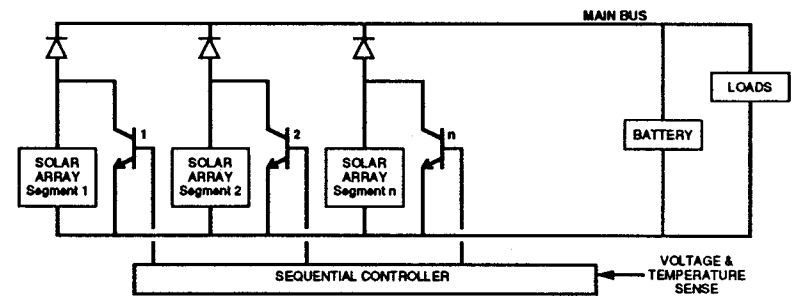 MAIN BUS
LOADS
BATTERY
1
2
n
SOLAR
ARRAY
Segment 1
SOLAR
ARRAY
Segment 2
SOLAR
ARRAY
Segment n
SEQUENTIAL CONTROLLER
VOLTAGE &
TEMPERATURE
SENSE